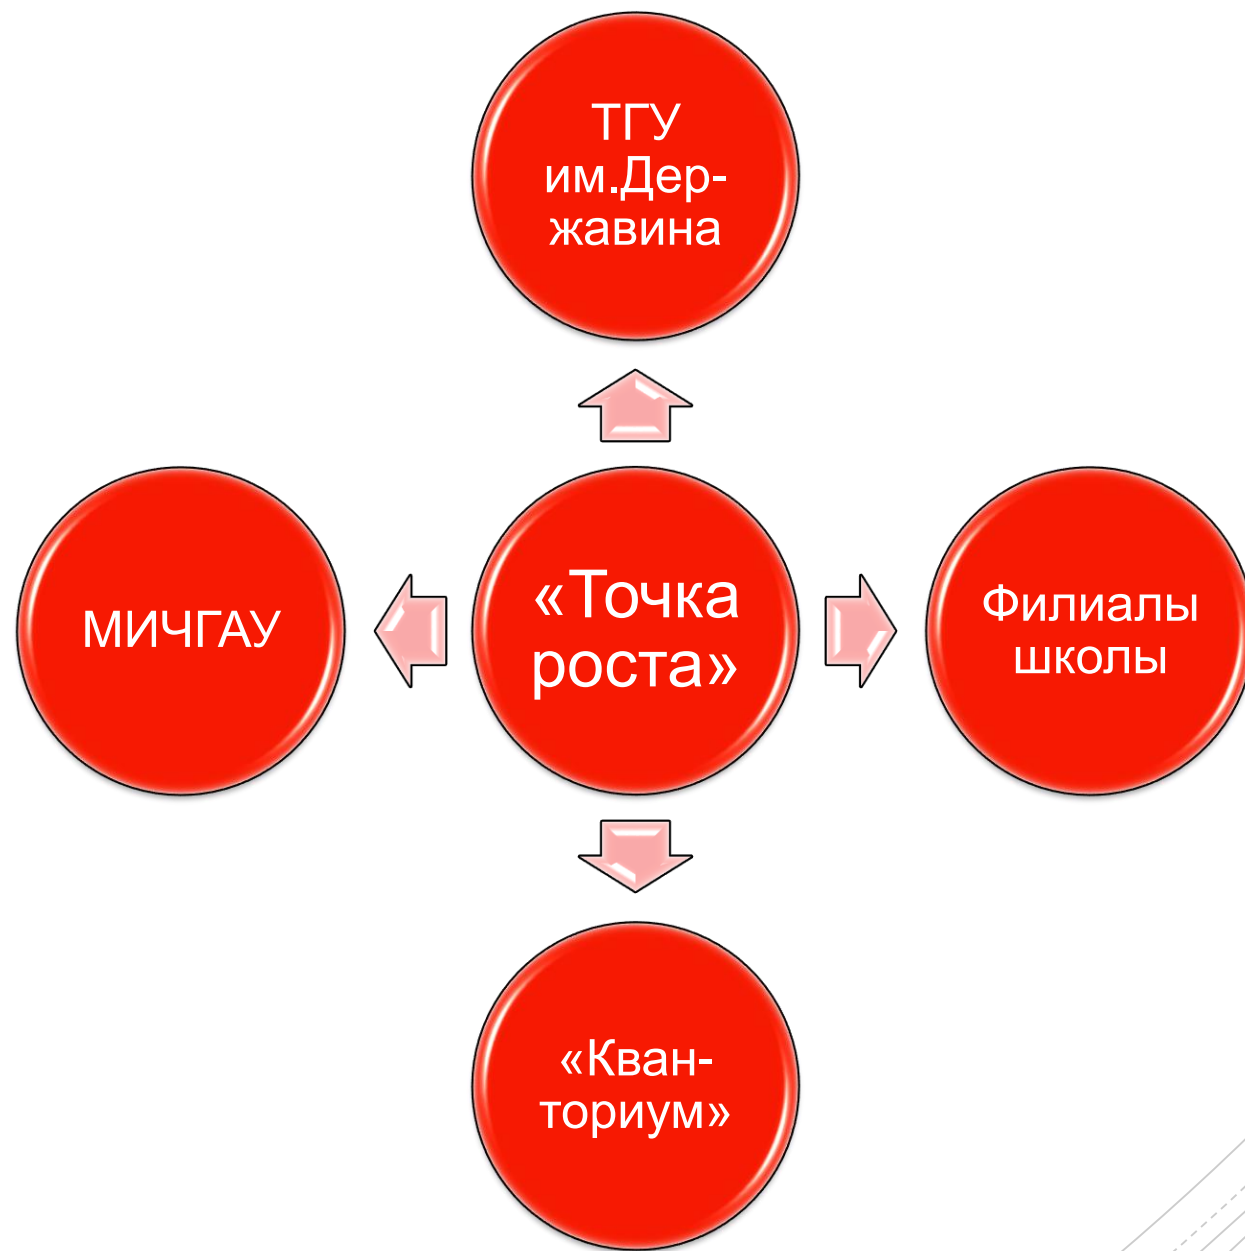 ТГУ
им.Дер-
жавина
МИЧГАУ
«Точка
роста»
Филиалы
школы
«Кван-
ториум»